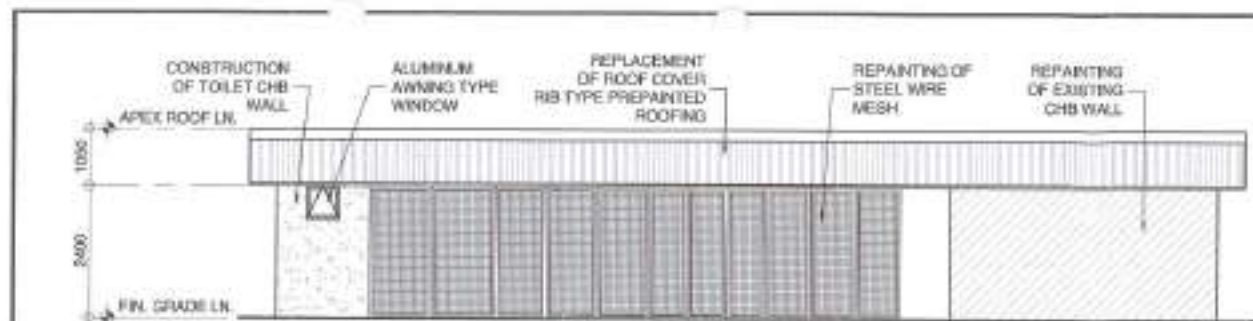 CONSTRUCTION
OF TOILET CHB
WALL
ALUMINUM
AWNING TYPE
WINDOW
REPLACEMENT
OF ROOF COVER
RIB TYPE PREPAINTED
ROOFING
REPAINTING OF
STEEL WIRE
MESH
REPAINTING
OF EXISTING
CHB WALL
APEX ROOF LN.
1000
2400
FIN. GRADE LN.